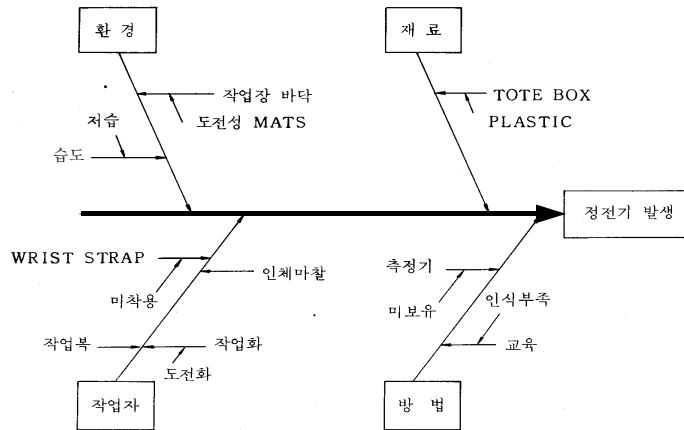 환 경
재 료
작업장 바닥
도전성 MATS
TOTE BOX
PLASTIC
저습
습도
정전기 발생
WRIST STRAP
미착용
인체마찰
측정기
미보유
인식부족
작업복
작업화
도전화
교육
작업자
방 법